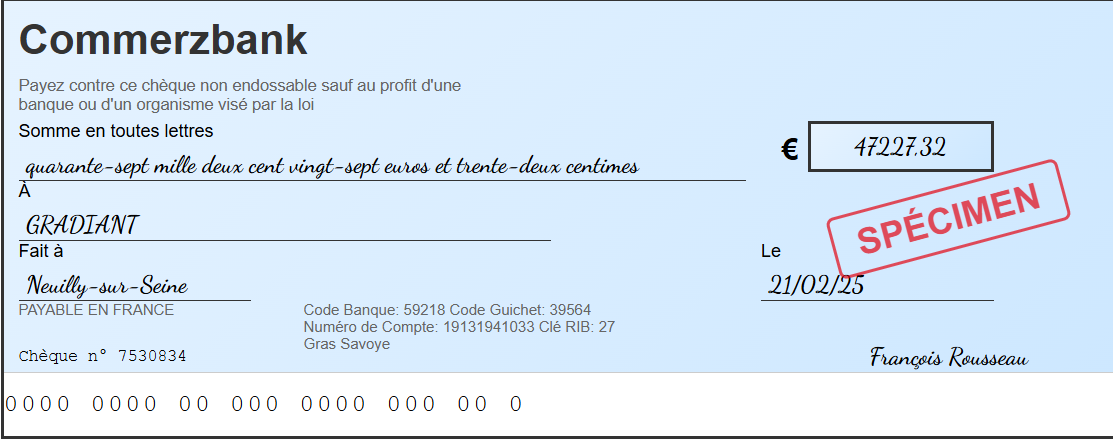 Commerzbank
Payez contre ce chèque non endossable sauf au profit d'une
banque ou d'un organisme visé par la loi
Somme en toutes lettres
quarante-sept mille deux cent vingt-sept euros et trente-deux centimes
€ 47227.32
À
GRADIANT
SPÉCIMEN
Fait à
Le
Neuilly-sur-Seine
21/02/25
PAYABLE EN FRANCE
Code Banque: 59218 Code Guichet: 39564
Numéro de Compte: 19131941033 Clé RIB: 27
Gras Savoye
Chèque n° 7530834
François Rousseau
0000 0000 00 000 0000 000 00 0